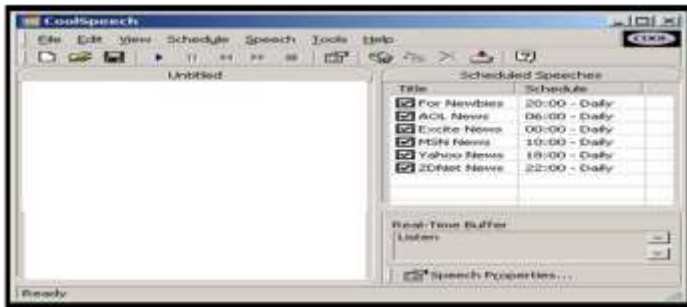 CoolSpeech
File Edit View Schedule Speech Tools Help
COOL
Untitled
Scheduled Speeches
Title Schedule
For Newbies 20:00 - Daily
AOL News 06:00 - Daily
Excite News 00:00 - Daily
MSN News 10:00 - Daily
Yahoo News 18:00 - Daily
ZDNet News 22:00 - Daily
Real-Time Buffer
Listen
Speech Properties...
Ready